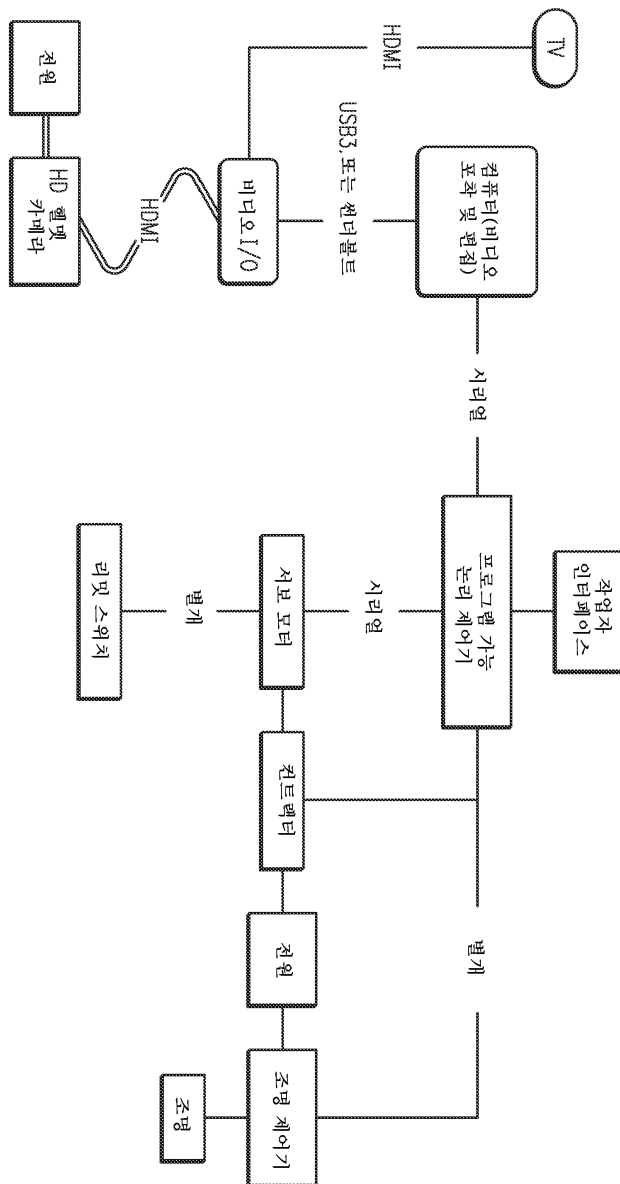 TV
HDMI
전원
HD 헬멧
카메라
HDMI
비디오 I/O
USB3, 또는 썬더볼트
컴퓨터(비디오
포착 및 편집)
시리얼
작업자
인터페이스
프로그램 가능
논리 제어기
시리얼
서보 모터
별개
리밋 스위치
컨트랙터
별개
전원
조명 제어기
조명